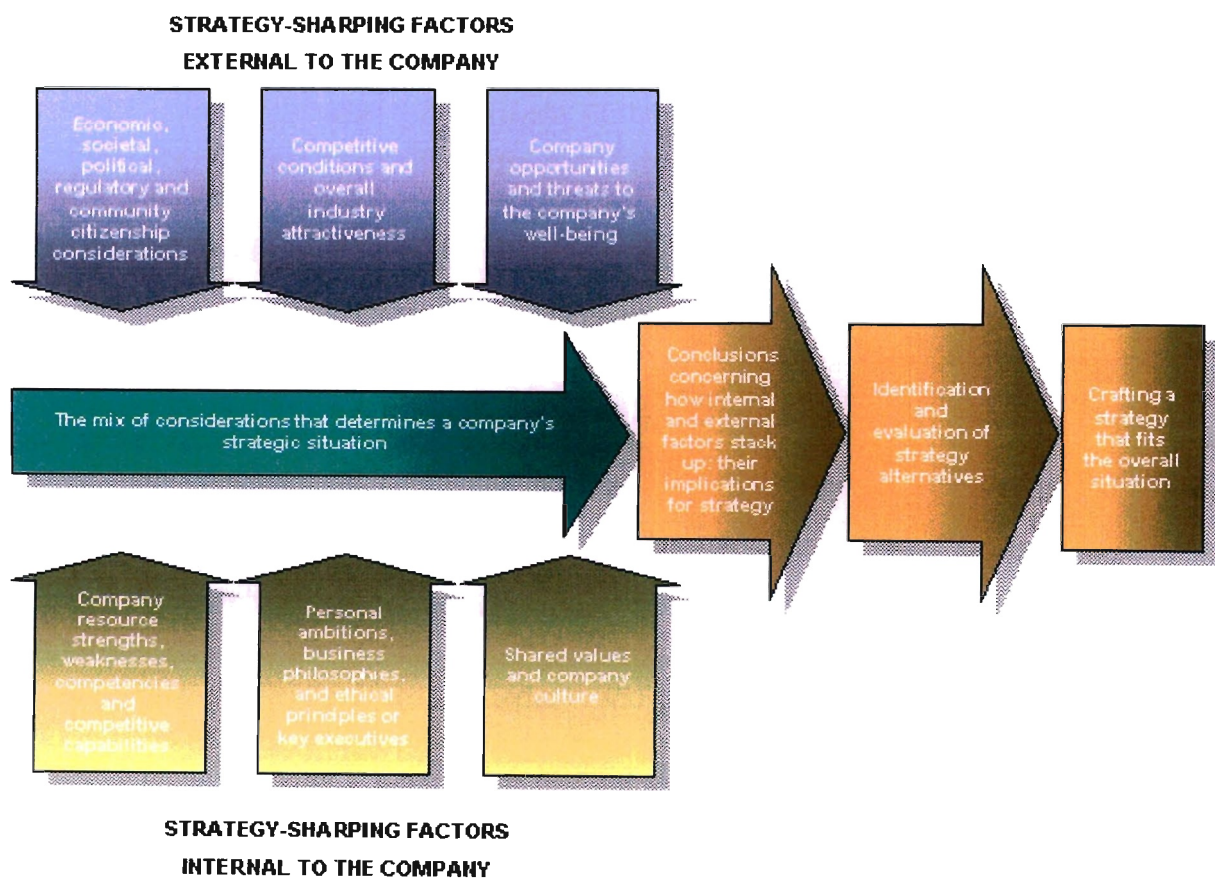 STRATEGY-SHARPING FACTORS
EXTERNAL TO THE COMPANY
Economic,
societal,
political,
regulatory and
community
citizenship
considerations
Competitive
conditions and
overall
industry
attractiveness
Company
opportunities
and threats to
the company's
well-being
The mix of considerations that determines a company's
strategic situation
Conclusions
concerning
how internal
and external
factors stack
up: their
implications
for strategy
Identification
and
evaluation of
strategy
alternatives
Crafting a
strategy
that fits
the overall
situation
Company
resource
strengths,
weaknesses,
competencies
and
competitive
capabilities
Personal
ambitions,
business
philosophies,
and ethical
principles or
key executives
Shared values
and company
culture
STRATEGY-SHARPING FACTORS
INTERNAL TO THE COMPANY